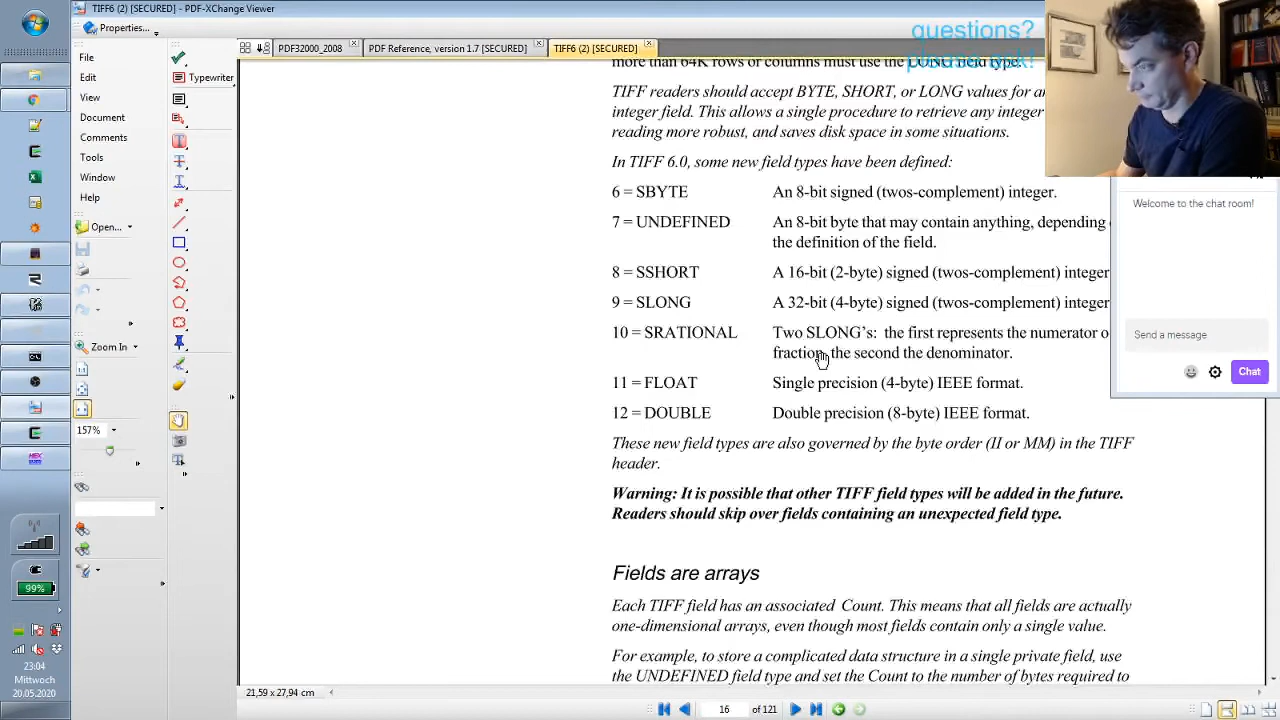 TIFF6 (2) [SECURED] - PDF-XChange Viewer
Properties...
questions?
please ask!
PDF32000_2008
PDF Reference, version 1.7 [SECURED]
TIFF6 (2) [SECURED]
File
Edit
View
Document
Comments
Tools
Window
Help
Open...
Zoom In
157%
Typewriter
more than 64K rows or columns must use the LONG field type.
TIFF readers should accept BYTE, SHORT, or LONG values for an
integer field. This allows a single procedure to retrieve any integer
reading more robust, and saves disk space in some situations.
In TIFF 6.0, some new field types have been defined:
6 = SBYTE An 8-bit signed (twos-complement) integer.
7 = UNDEFINED An 8-bit byte that may contain anything, depending
the definition of the field.
8 = SSHORT A 16-bit (2-byte) signed (twos-complement) integer
9 = SLONG A 32-bit (4-byte) signed (twos-complement) integer
10 = SRATIONAL Two SLONG's: the first represents the numerator o
fraction, the second the denominator.
11 = FLOAT Single precision (4-byte) IEEE format.
12 = DOUBLE Double precision (8-byte) IEEE format.
These new field types are also governed by the byte order (II or MM) in the TIFF
header.
Warning: It is possible that other TIFF field types will be added in the future.
Readers should skip over fields containing an unexpected field type.
Fields are arrays
Each TIFF field has an associated Count. This means that all fields are actually
one-dimensional arrays, even though most fields contain only a single value.
For example, to store a complicated data structure in a single private field, use
the UNDEFINED field type and set the Count to the number of bytes required to
Welcome to the chat room!
Send a message
Chat
99%
23:04
Mittwoch
20.05.2020
21,59 x 27,94 cm
16 of 121